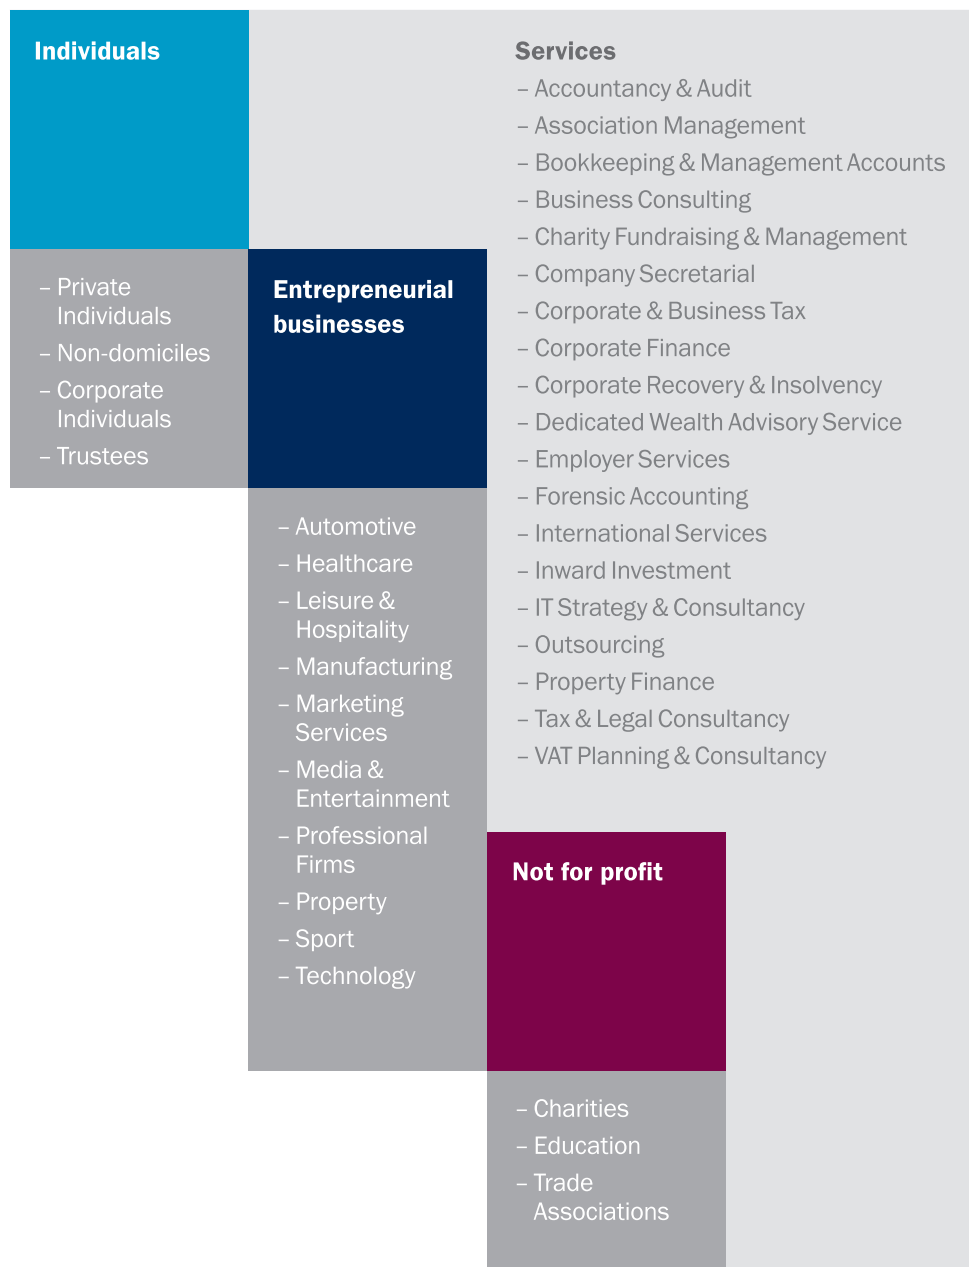 Individuals
– Private
Individuals
– Non-domiciles
– Corporate
Individuals
– Trustees
Entrepreneurial
businesses
– Automotive
– Healthcare
– Leisure &
Hospitality
– Manufacturing
– Marketing
Services
– Media &
Entertainment
– Professional
Firms
– Property
– Sport
– Technology
Services
– Accountancy & Audit
– Association Management
– Bookkeeping & Management Accounts
– Business Consulting
– Charity Fundraising & Management
– Company Secretarial
– Corporate & Business Tax
– Corporate Finance
– Corporate Recovery & Insolvency
– Dedicated Wealth Advisory Service
– Employer Services
– Forensic Accounting
– International Services
– Inward Investment
– IT Strategy & Consultancy
– Outsourcing
– Property Finance
– Tax & Legal Consultancy
– VAT Planning & Consultancy
Not for profit
– Charities
– Education
– Trade
Associations